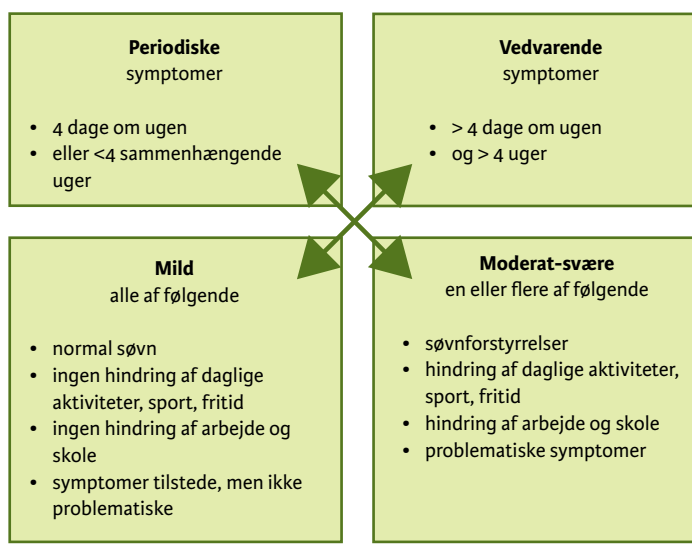 Periodiske
symptomer
• 4 dage om ugen
• eller <4 sammenhængende
uger
Vedvarende
symptomer
• > 4 dage om ugen
• og > 4 uger
Mild
alle af følgende
• normal søvn
• ingen hindring af daglige
aktiviteter, sport, fritid
• ingen hindring af arbejde og
skole
• symptomer tilstede, men ikke
problematiske
Moderat-svære
en eller flere af følgende
• søvnforstyrrelser
• hindring af daglige aktiviteter,
sport, fritid
• hindring af arbejde og skole
• problematiske symptomer